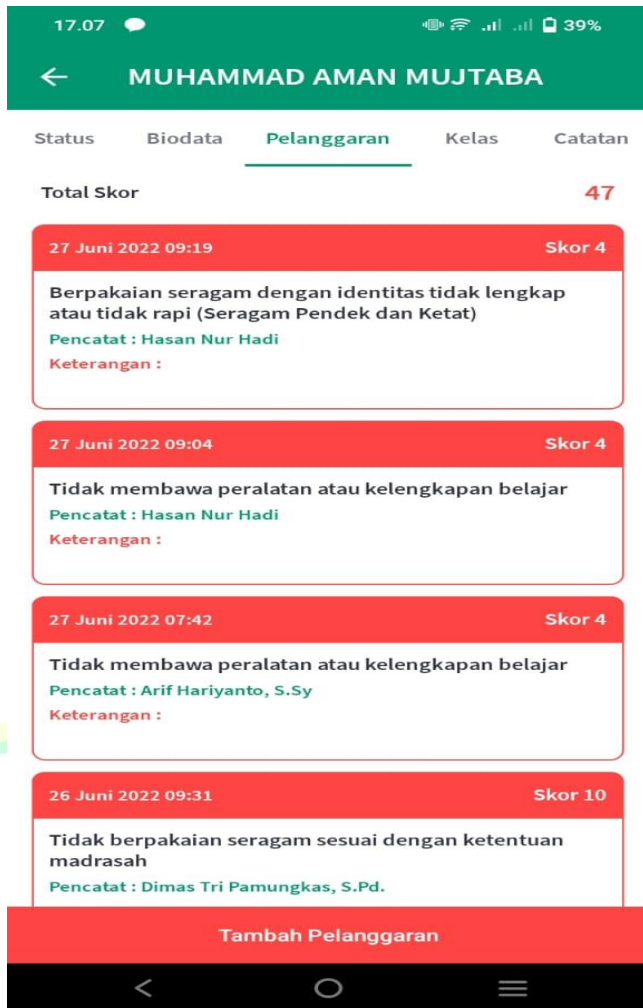 17.07
39%
MUHAMMAD AMAN MUJTABA
Status Biodata Pelanggaran Kelas Catatan
Total Skor 47
27 Juni 2022 09:19 Skor 4
Berpakaian seragam dengan identitas tidak lengkap
atau tidak rapi (Seragam Pendek dan Ketat)
Pencatat : Hasan Nur Hadi
Keterangan :
27 Juni 2022 09:04 Skor 4
Tidak membawa peralatan atau kelengkapan belajar
Pencatat : Hasan Nur Hadi
Keterangan :
27 Juni 2022 07:42 Skor 4
Tidak membawa peralatan atau kelengkapan belajar
Pencatat : Arif Hariyanto, S.Sy
Keterangan :
26 Juni 2022 09:31 Skor 10
Tidak berpakaian seragam sesuai dengan ketentuan
madrasah
Pencatat : Dimas Tri Pamungkas, S.Pd.
Tambah Pelanggaran